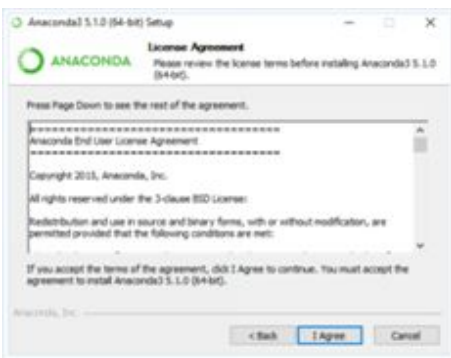 Anaconda3 5.1.0 (64-bit) Setup
ANACONDA
License Agreement
Please review the license terms before installing Anaconda3 5.1.0
(64-bit).
Press Page Down to see the rest of the agreement.
Anaconda End User License Agreement
Copyright 2015, Anaconda, Inc.
All rights reserved under the 3-clause BSD License:
Redistribution and use in source and binary forms, with or without modification, are
permitted provided that the following conditions are met:
If you accept the terms of the agreement, click I Agree to continue. You must accept the
agreement to install Anaconda3 5.1.0 (64-bit).
Anaconda, Inc.
< Back
I Agree
Cancel